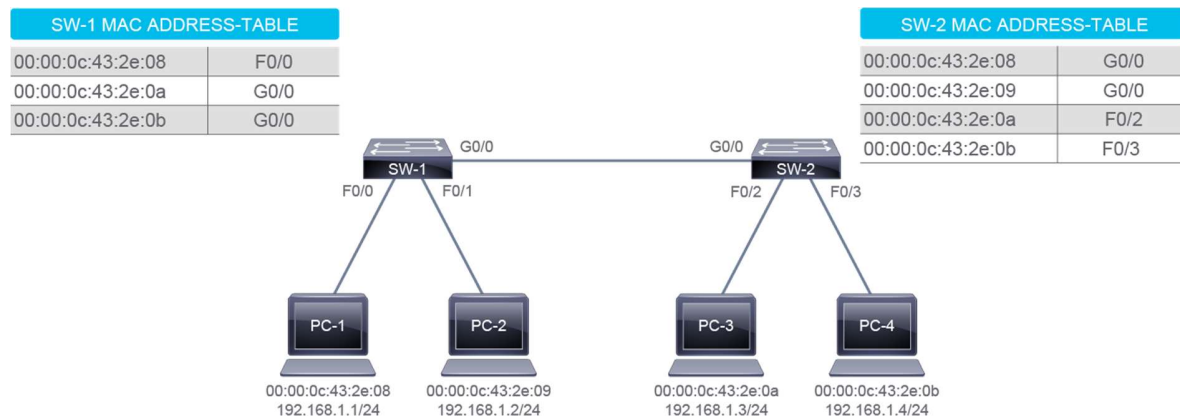 SW-1 MAC ADDRESS-TABLE
00:00:0c:43:2e:08 F0/0
00:00:0c:43:2e:0a G0/0
00:00:0c:43:2e:0b G0/0
SW-2 MAC ADDRESS-TABLE
00:00:0c:43:2e:08 G0/0
00:00:0c:43:2e:09 G0/0
00:00:0c:43:2e:0a F0/2
00:00:0c:43:2e:0b F0/3
G0/0 G0/0
SW-1 SW-2
F0/0 F0/1 F0/2 F0/3
PC-1 PC-2 PC-3 PC-4
00:00:0c:43:2e:08 00:00:0c:43:2e:09 00:00:0c:43:2e:0a 00:00:0c:43:2e:0b
192.168.1.1/24 192.168.1.2/24 192.168.1.3/24 192.168.1.4/24